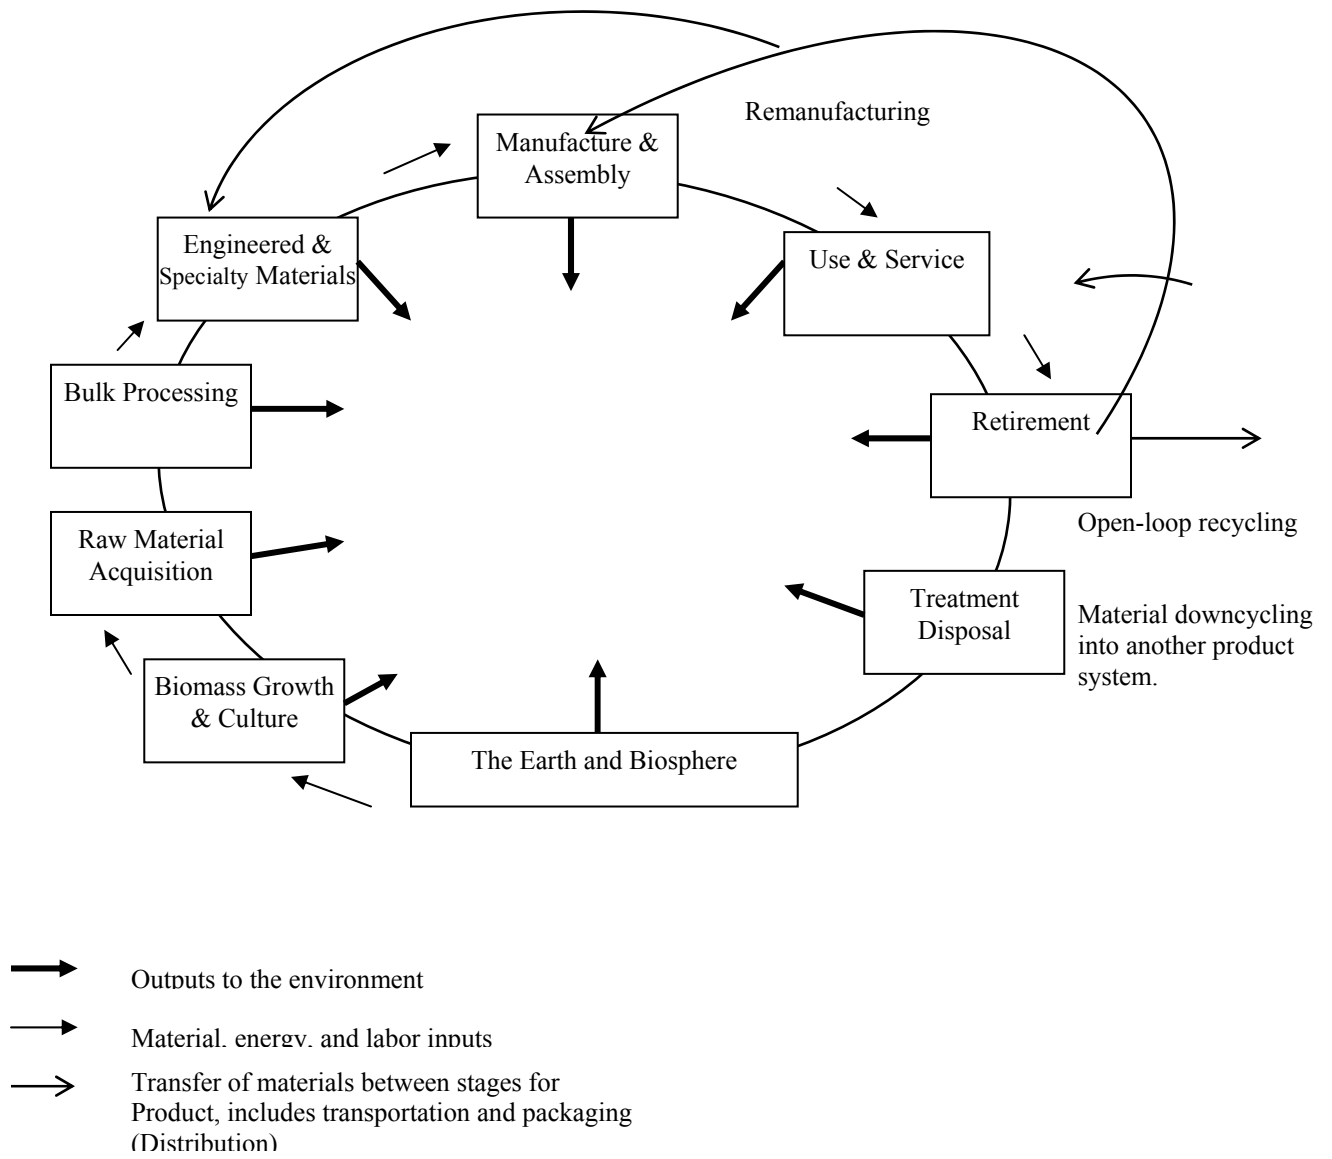 Remanufacturing
Manufacture &
Assembly
Engineered &
Specialty Materials
Use & Service
Bulk Processing
Retirement
Raw Material
Acquisition
Open-loop recycling
Treatment
Disposal
Material downcycling
into another product
system.
Biomass Growth
& Culture
The Earth and Biosphere
Outputs to the environment
Material, energy, and labor inputs
Transfer of materials between stages for
Product, includes transportation and packaging
(Distribution)